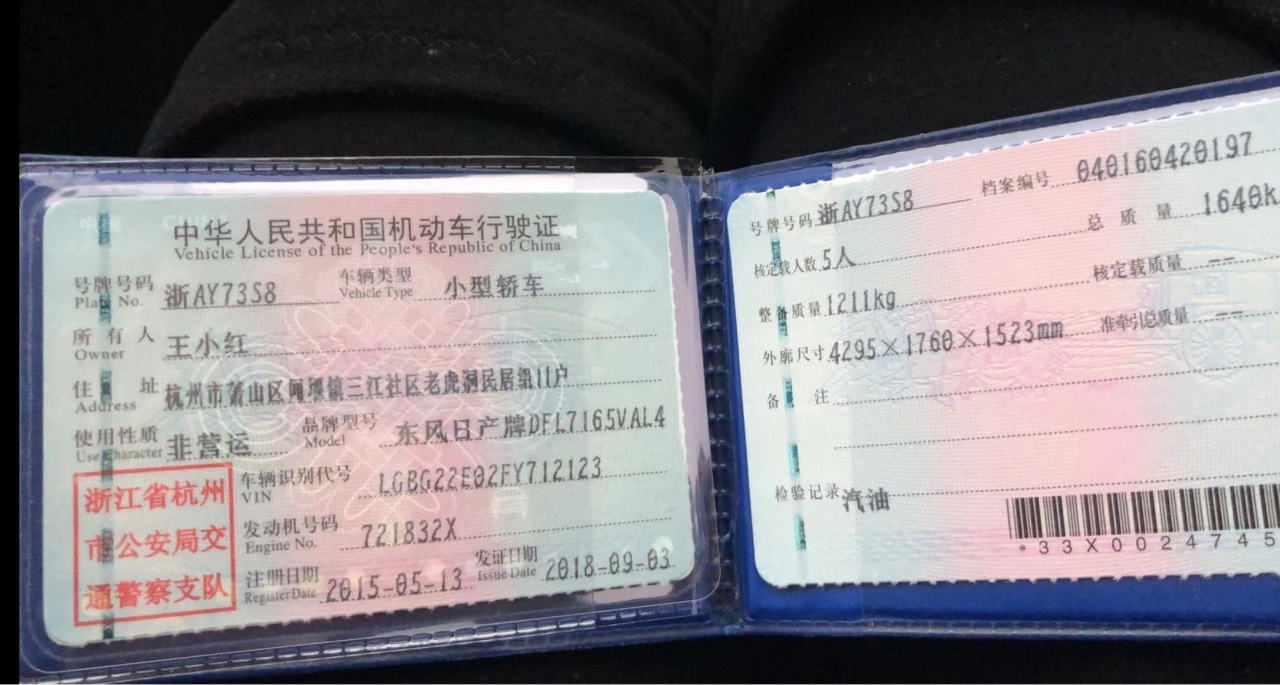 中华人民共和国机动车行驶证
Vehicle License of the People's Republic of China
号牌号码 浙AY73S8 车辆类型 小型轿车
Plate No. Vehicle Type
所有人 王小红
Owner
住址 杭州市萧山区闻堰镇三江社区老虎洞民居组11户
Address
使用性质 非营运 品牌型号 东风日产牌DFL7165VAL4
Use Character Model
浙江省杭州
市公安局交
通警察支队
车辆识别代号 LGBG22E02FY712123
VIN
发动机号码 721832X
Engine No.
注册日期 2015-05-13 发证日期 2018-09-03
Register Date Issue Date
号牌号码 浙AY73S8 档案编号 040160420197
核定载人数 5人 总质量 1640k
整备质量 1211kg 核定载质量 --
外廓尺寸 4295×1760×1523mm 准牵引总质量 --
备注
检验记录 汽油
*33X0024745